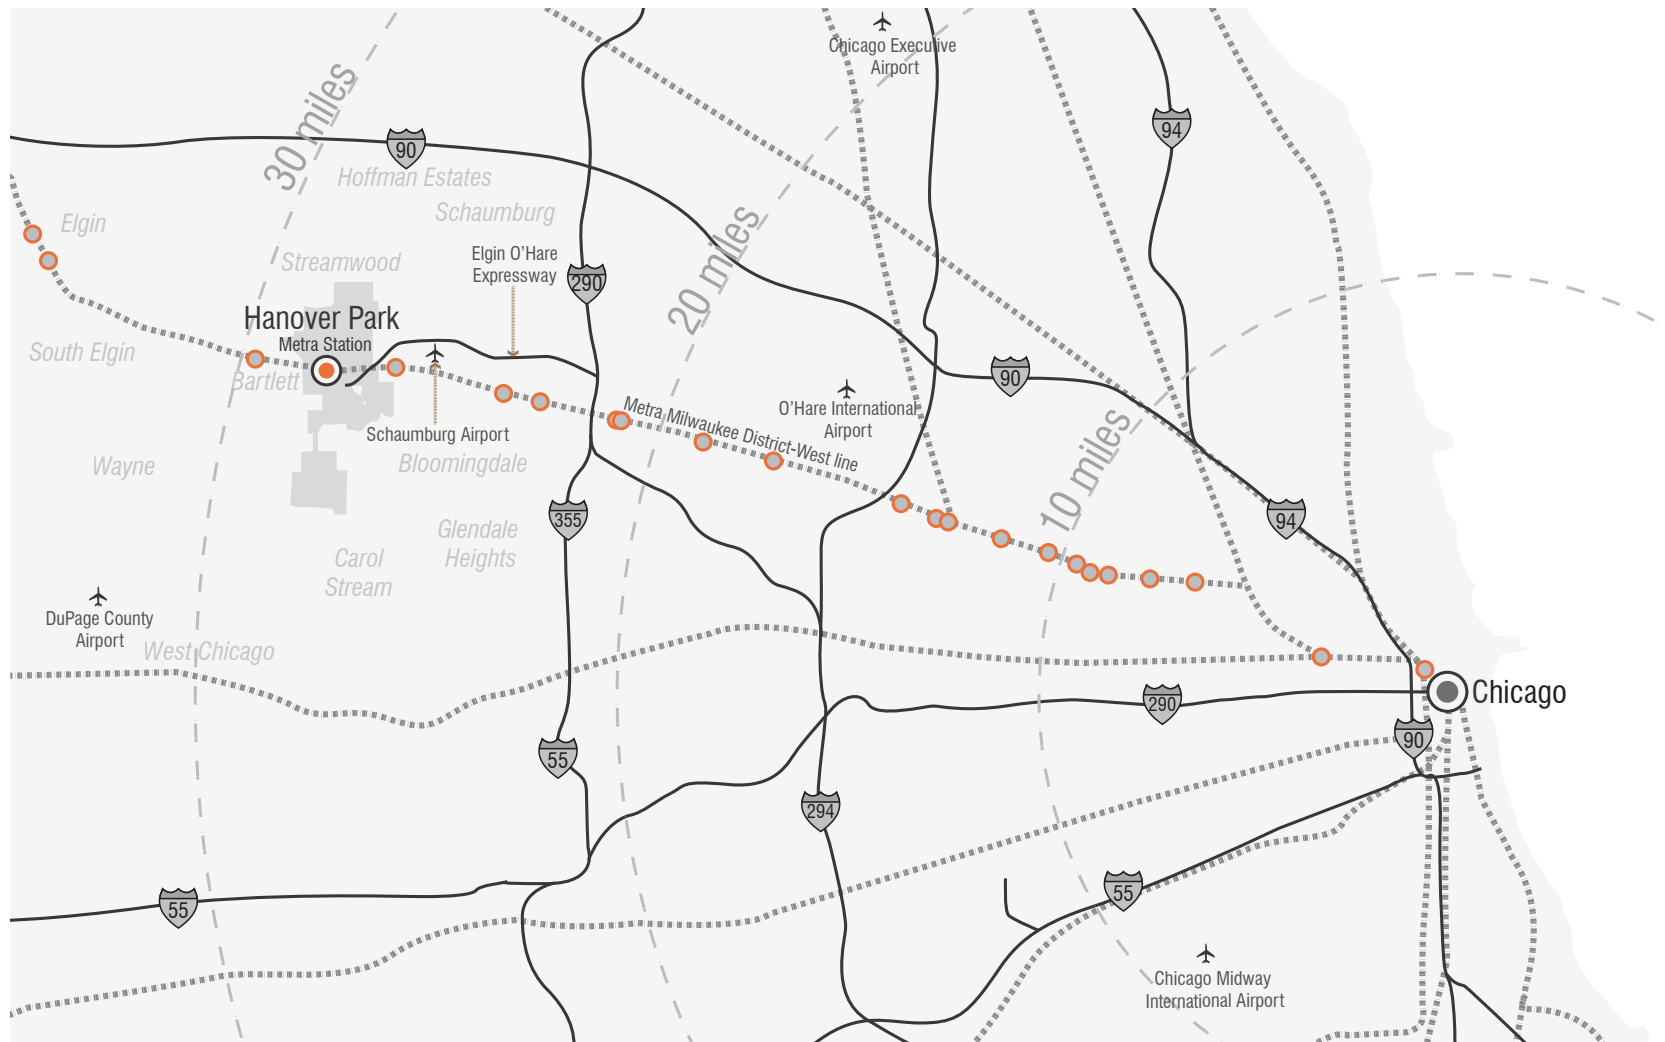 Chicago Executive
Airport
30 miles
90
94
Hoffman Estates
Schaumburg
Elgin
20 miles
Elgin O'Hare
Expressway
Streamwood
290
Hanover Park
Metra Station
South Elgin
Bartlett
90
O'Hare International
Airport
Metra Milwaukee District-West line
10 miles
Schaumburg Airport
Bloomingdale
Wayne
355
94
Glendale
Heights
Carol
Stream
DuPage County
Airport
West Chicago
Chicago
290
90
55
294
55
55
Chicago Midway
International Airport